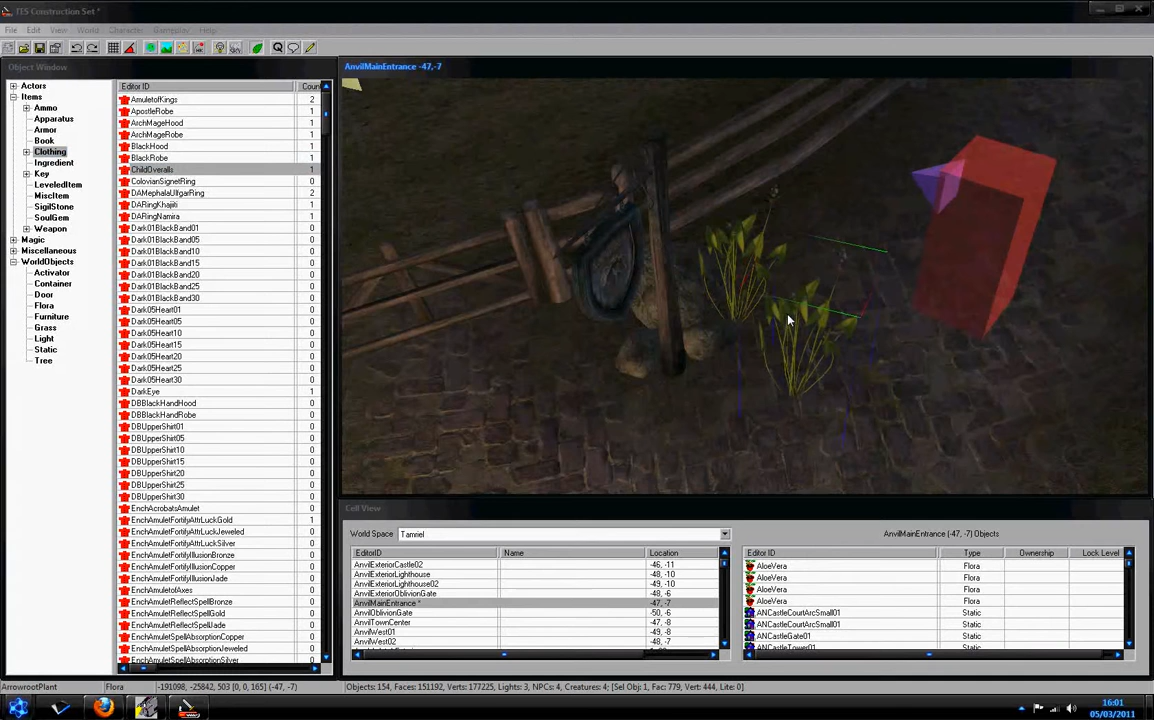 TES Construction Set *
File Edit View World Character Gameplay Help
Object Window
Actors
Items
Ammo
Apparatus
Armor
Book
Clothing
Ingredient
Key
LeveledItem
MiscItem
SigilStone
SoulGem
Weapon
Magic
Miscellaneous
WorldObjects
Activator
Container
Door
Flora
Furniture
Grass
Light
Static
Tree
Editor ID Count
AmuletofKings 2
ApostleRobe 1
ArchMageHood 1
ArchMageRobe 1
BlackHood 1
BlackRobe 1
ChildOveralls 1
ColovianSignetRing 0
DAMephalaUlfgarRing 2
DARingKhajiiti 1
DARingNamira 1
Dark01BlackBand01 0
Dark01BlackBand05 0
Dark01BlackBand10 0
Dark01BlackBand15 0
Dark01BlackBand20 0
Dark01BlackBand25 0
Dark01BlackBand30 0
Dark05Heart01 0
Dark05Heart05 0
Dark05Heart10 0
Dark05Heart15 0
Dark05Heart20 0
Dark05Heart25 0
Dark05Heart30 0
DarkEye 1
DBBlackHandHood 0
DBBlackHandRobe 0
DBUpperShirt01 0
DBUpperShirt05 0
DBUpperShirt10 0
DBUpperShirt15 0
DBUpperShirt20 0
DBUpperShirt25 0
DBUpperShirt30 0
EnchAcrobatsAmulet 0
EnchAmuletFortifyAttrLuckGold 1
EnchAmuletFortifyAttrLuckJeweled 0
EnchAmuletFortifyAttrLuckSilver 0
EnchAmuletFortifyIllusionBronze 0
EnchAmuletFortifyIllusionCopper 0
EnchAmuletFortifyIllusionJade 0
EnchAmuletofAxes 0
EnchAmuletReflectSpellBronze 0
EnchAmuletReflectSpellGold 0
EnchAmuletReflectSpellJade 0
EnchAmuletSpellAbsorptionCopper 0
EnchAmuletSpellAbsorptionJeweled 0
EnchAmuletSpellAbsorptionSilver 0
AnvilMainEntrance -47,-7
Cell View
World Space Tamriel
EditorID Name Location
AnvilExteriorCastle02 -46, -11
AnvilExteriorLighthouse -48, -10
AnvilExteriorLighthouse02 -49, -10
AnvilExteriorOblivionGate -50, -6
AnvilMainEntrance * -47, -7
AnvilOblivionGate -50, -6
AnvilTownCenter -47, -8
AnvilWest01 -49, -8
AnvilWest02 -48, -7
AnvilMainEntrance (-47, -7) Objects
Editor ID Type Ownership Lock Level
AloeVera Flora
AloeVera Flora
AloeVera Flora
AloeVera Flora
ANCastleCourtArcSmall01 Static
ANCastleCourtArcSmall01 Static
ANCastleGate01 Static
ANCastleTower01 Static
ArrowrootPlant Flora -191098, -25842, 503 [0, 0, 165] (-47, -7) Objects: 154, Faces: 151192, Verts: 177225, Lights: 3, NPCs: 4, Creatures: 4; [Sel Obj: 1, Fac: 779, Vert: 444, Lite: 0]
16:01
05/03/2011